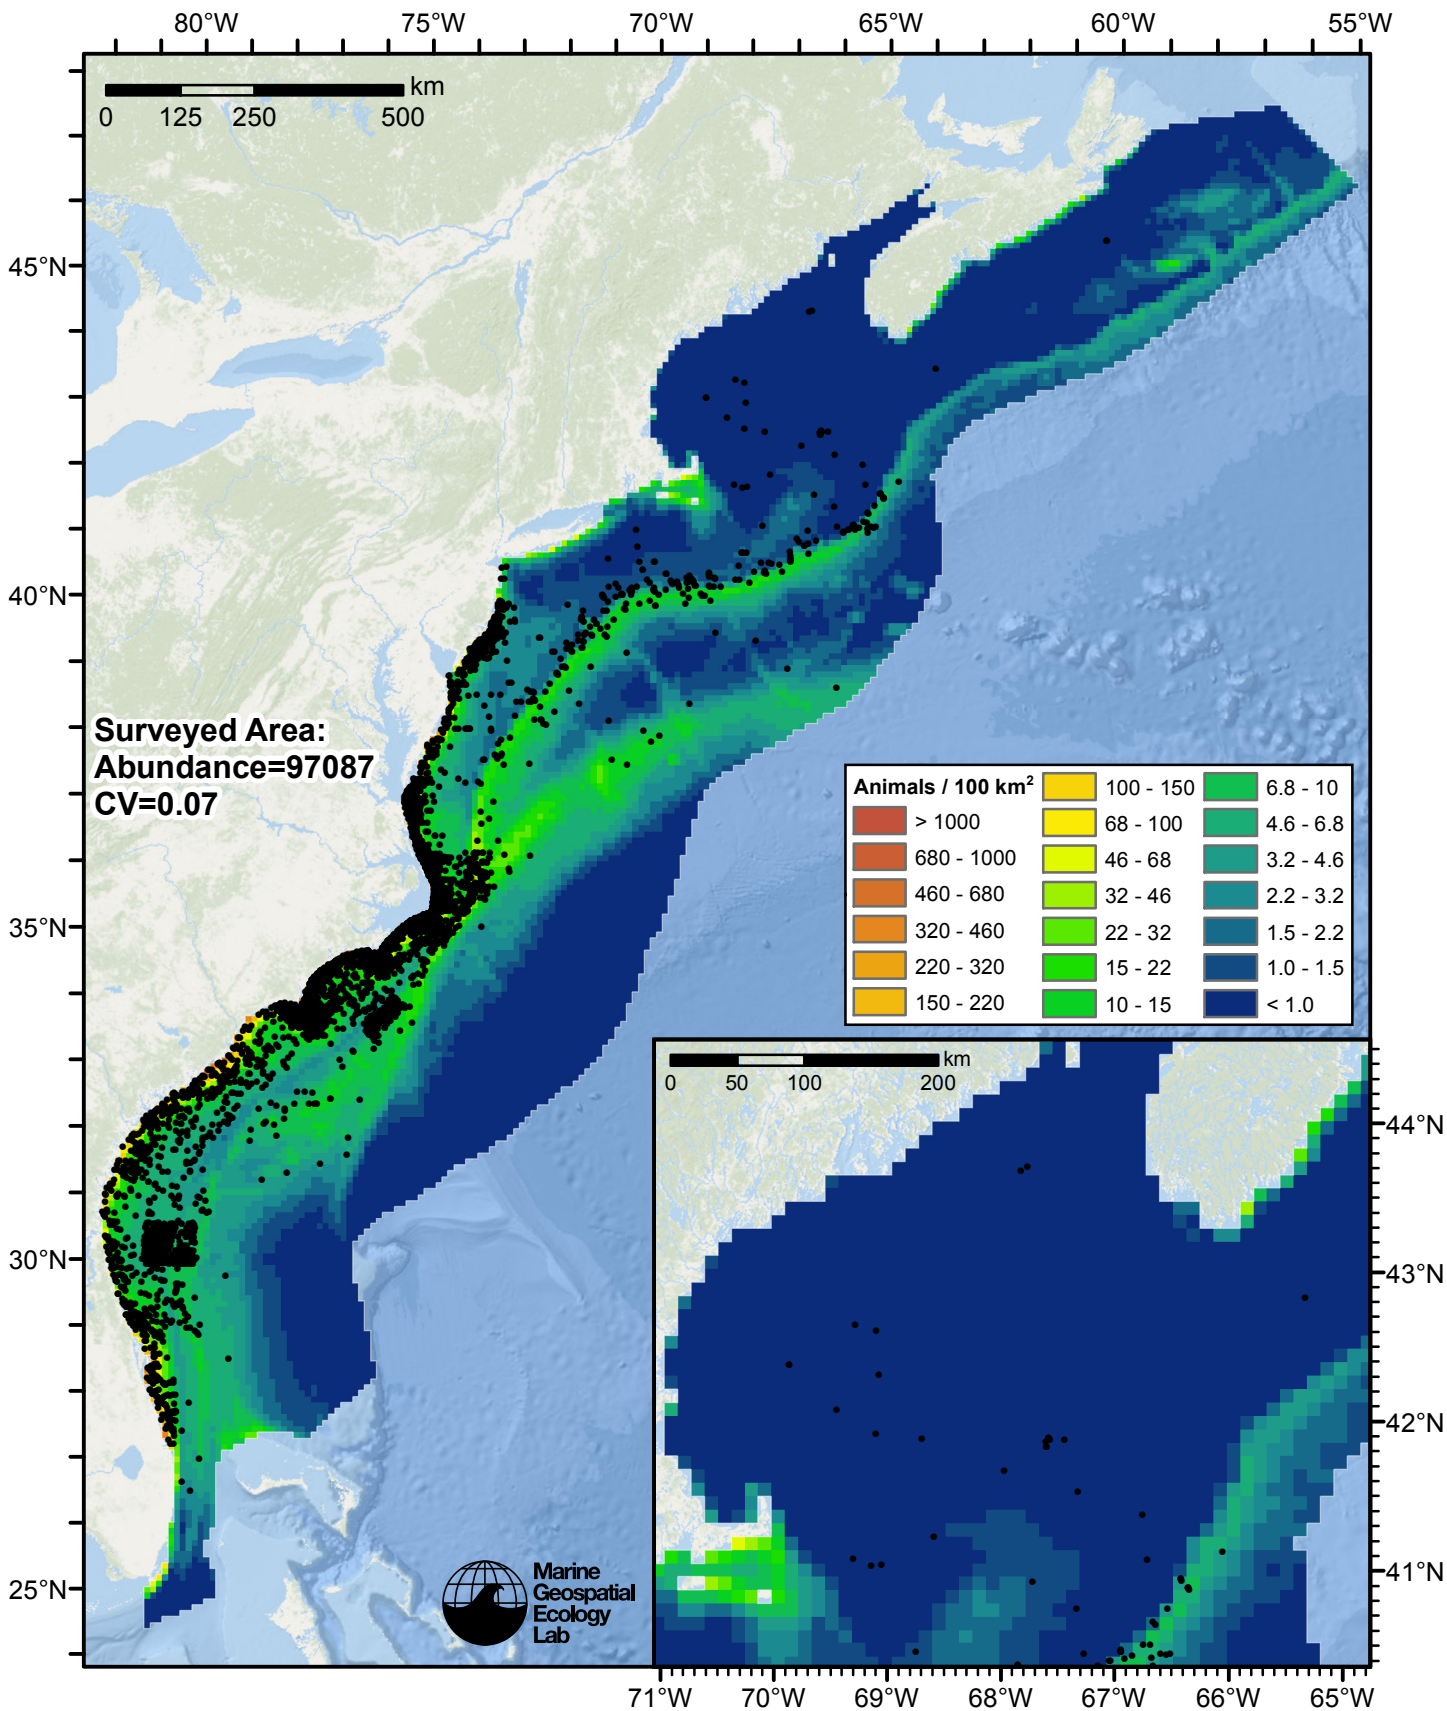 80°W 75°W 70°W 65°W 60°W 55°W
km
0 125 250 500
45°N
40°N
35°N
30°N
25°N
Surveyed Area:
Abundance=97087
CV=0.07
Animals / 100 km²
> 1000
680 - 1000
460 - 680
320 - 460
220 - 320
150 - 220
100 - 150
68 - 100
46 - 68
32 - 46
22 - 32
15 - 22
10 - 15
6.8 - 10
4.6 - 6.8
3.2 - 4.6
2.2 - 3.2
1.5 - 2.2
1.0 - 1.5
< 1.0
km
0 50 100 200
44°N
43°N
42°N
41°N
Marine
Geospatial
Ecology
Lab
71°W 70°W 69°W 68°W 67°W 66°W 65°W